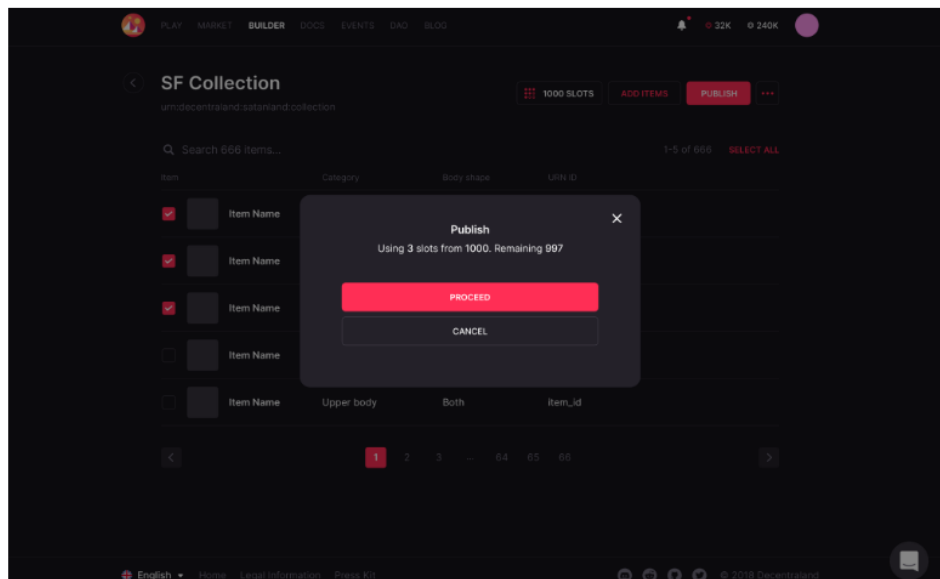 PLAY MARKET BUILDER DOCS EVENTS DAO BLOG 32K 240K
SF Collection
1000 SLOTS ADD ITEMS PUBLISH
urn:decentraland:sataniand:collection
Search 666 items... 1-5 of 666 SELECT ALL
Item Category Body shape URN ID
Item Name
Publish
Using 3 slots from 1000. Remaining 997
Item Name
PROCEED
Item Name
CANCEL
Item Name
Item Name Upper body Both item_id
1 2 3 ... 64 65 66
English Home Legal Information Press Kit © 2018 Decentraland